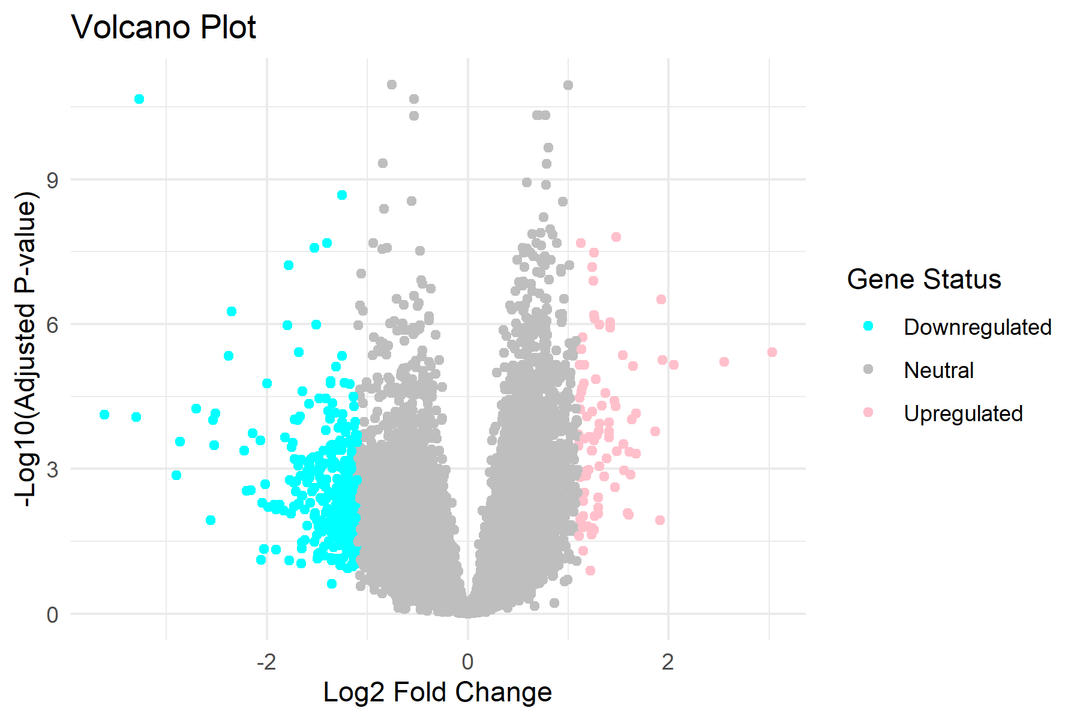 Volcano Plot
-Log10(Adjusted P-value)
9
6
3
0
-2
0
2
Log2 Fold Change
Gene Status
Downregulated
Neutral
Upregulated